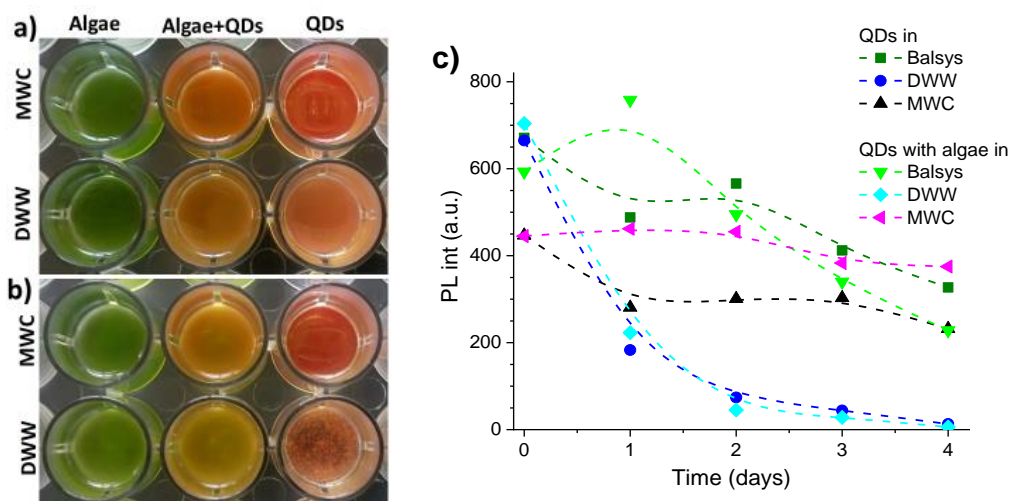 a)
Algae
Algae+QDs
QDs
MWC
DWW
b)
MWC
DWW
c)
QDs in
Balsys
DWW
MWC
QDs with algae in
Balsys
DWW
MWC
800
600
400
200
0
PL int (a.u.)
0 1 2 3 4
Time (days)